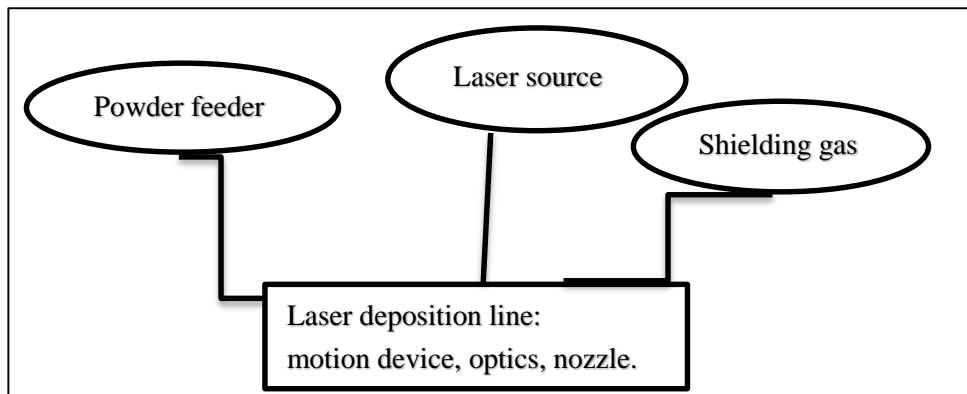 Laser source
Powder feeder
Shielding gas
Laser deposition line:
motion device, optics, nozzle.